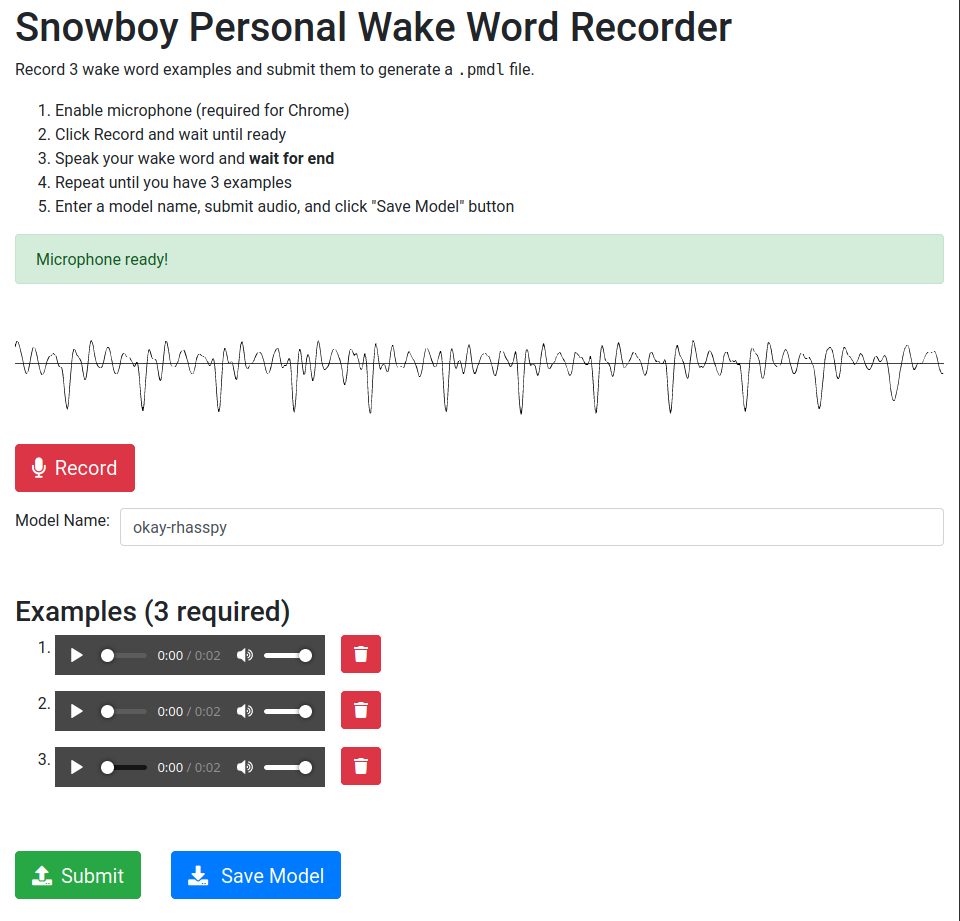 Snowboy Personal Wake Word Recorder
Record 3 wake word examples and submit them to generate a .pmdl file.
1. Enable microphone (required for Chrome)
2. Click Record and wait until ready
3. Speak your wake word and wait for end
4. Repeat until you have 3 examples
5. Enter a model name, submit audio, and click "Save Model" button
Microphone ready!
Record
Model Name: okay-rhasspy
Examples (3 required)
1. 0:00 / 0:02
2. 0:00 / 0:02
3. 0:00 / 0:02
Submit Save Model